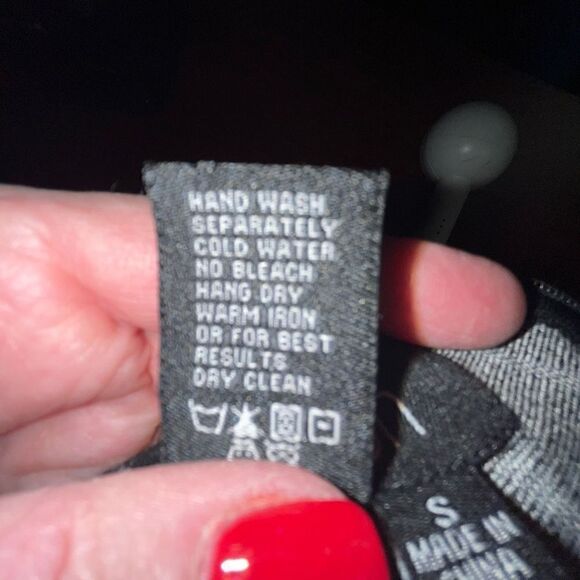 HAND WASH
SEPARATELY
COLD WATER
NO BLEACH
HANG DRY
WARM IRON
OR FOR BEST
RESULTS
DRY CLEAN
S
MADE IN